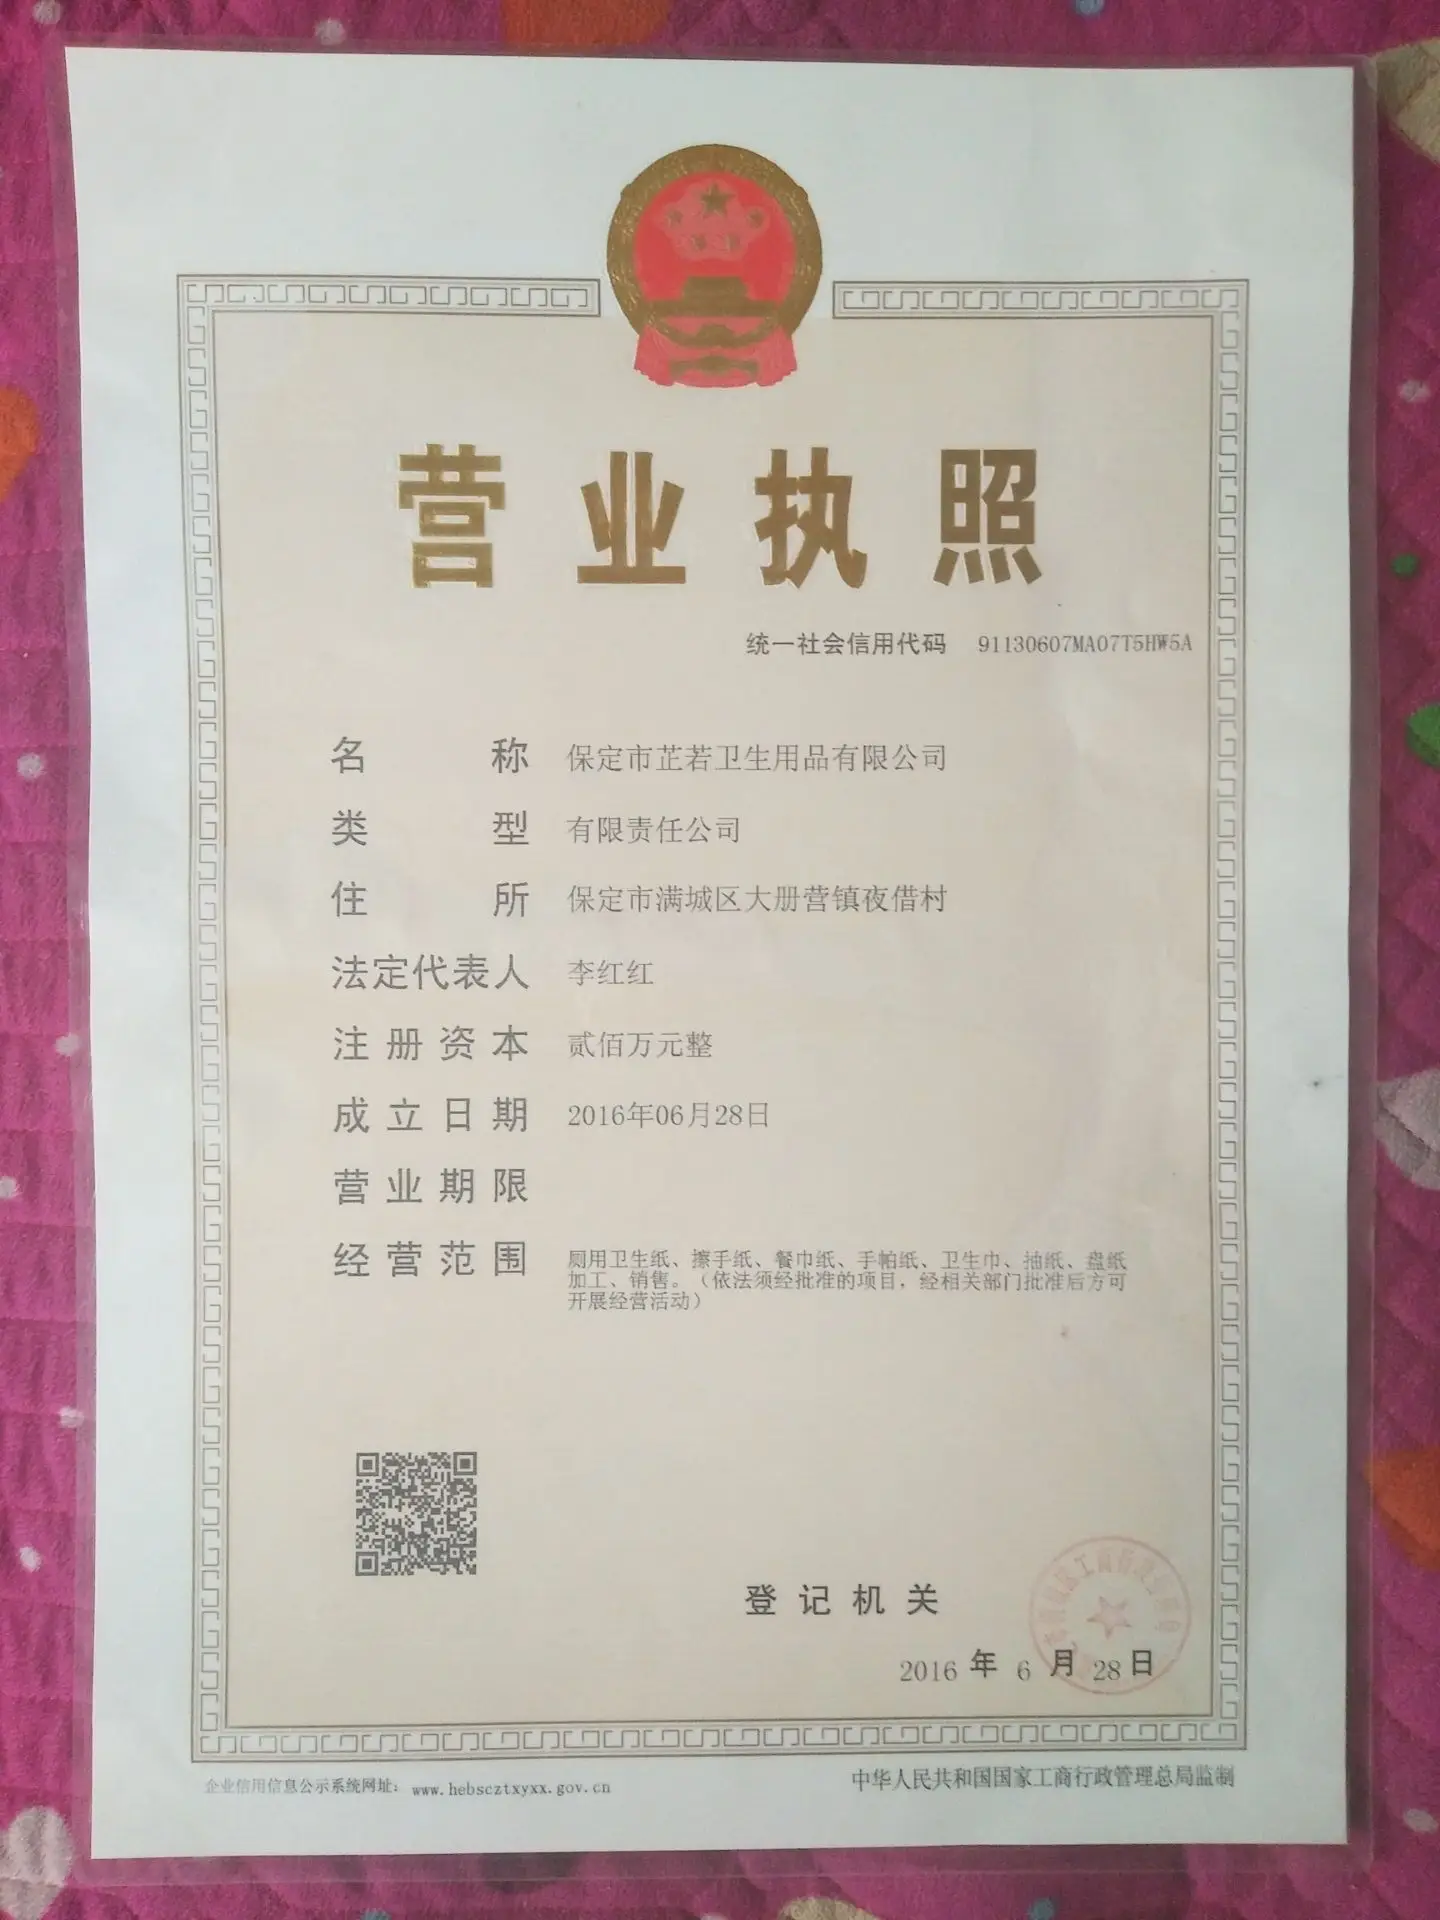 营业执照
统一社会信用代码 91130607MA07T5HW5A
名称 保定市芷若卫生用品有限公司
类型 有限责任公司
住所 保定市满城区大册营镇夜借村
法定代表人 李红红
注册资本 贰佰万元整
成立日期 2016年06月28日
营业期限
经营范围 厕用卫生纸、擦手纸、餐巾纸、手帕纸、卫生巾、抽纸、盘纸
加工、销售。（依法须经批准的项目，经相关部门批准后方可
开展经营活动）
登记机关
2016 年 6 月 28 日
企业信用信息公示系统网址： www.hebscztxyxx.gov.cn
中华人民共和国国家工商行政管理总局监制